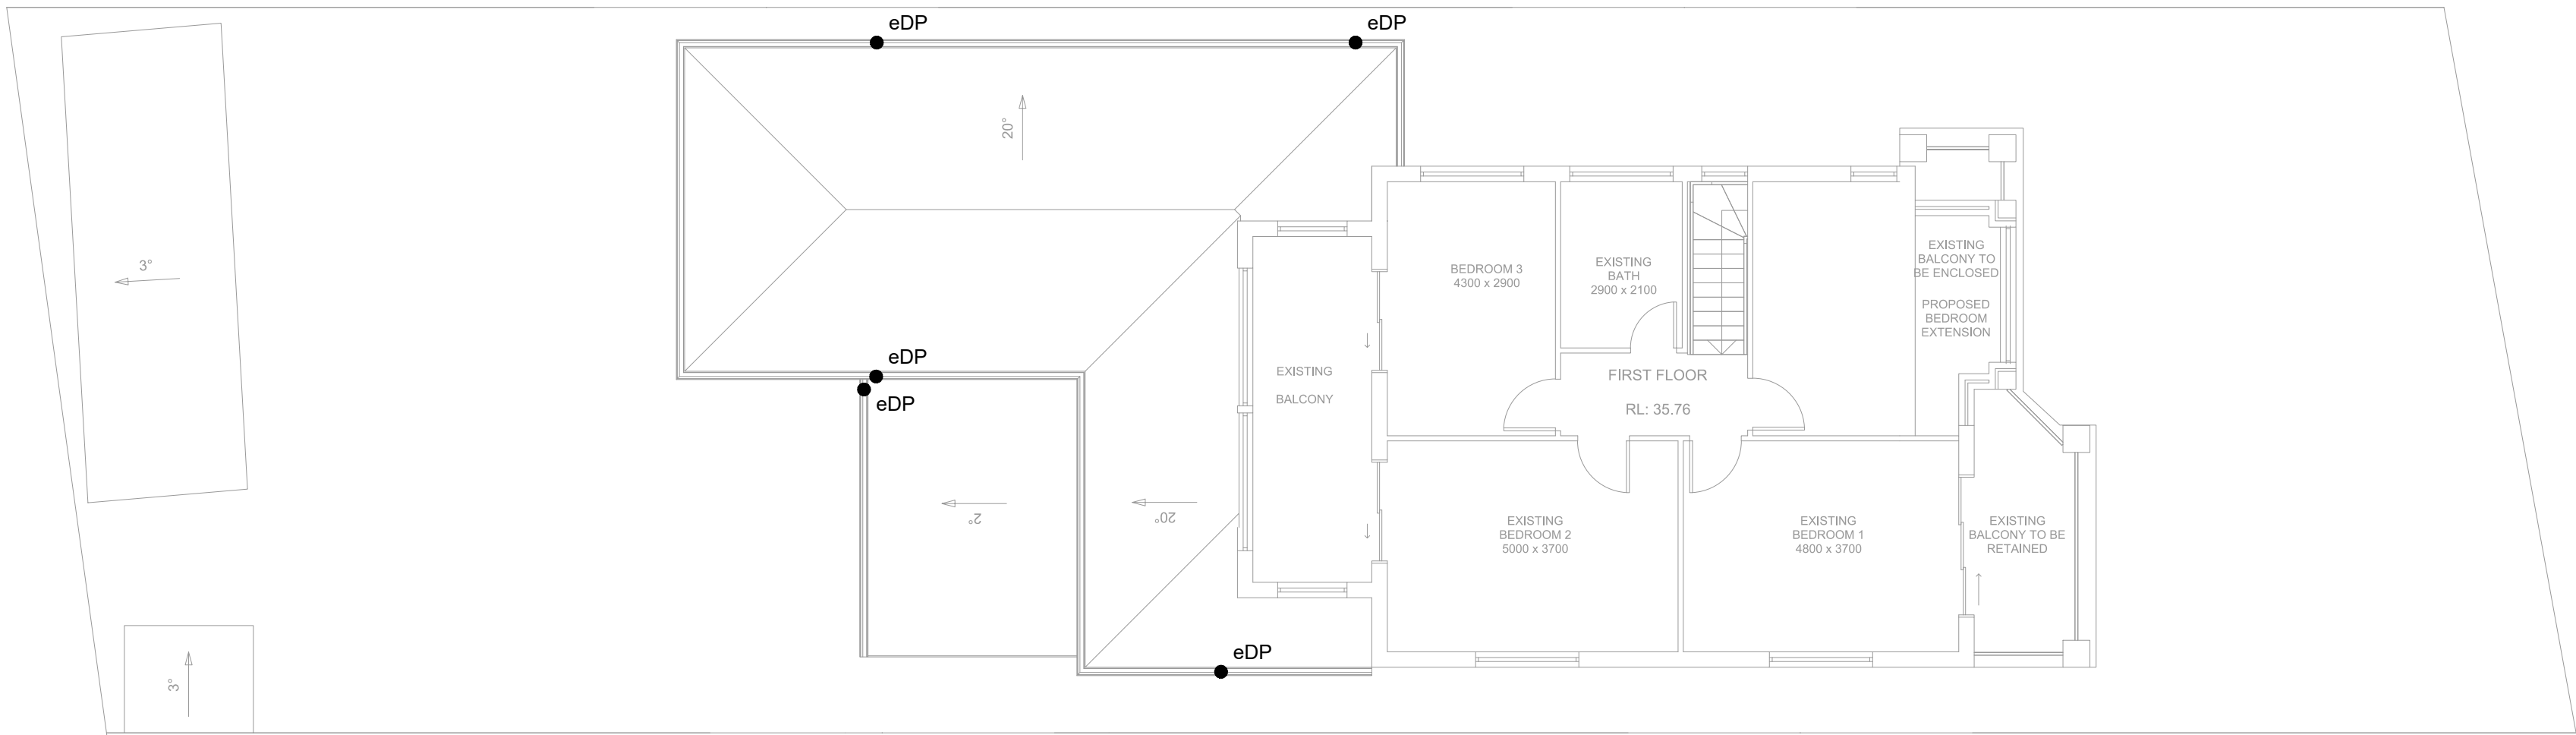 eDP
eDP
20°
3°
EXISTING
BALCONY TO
BE ENCLOSED
PROPOSED
BEDROOM
EXTENSION
BEDROOM 3
4300 x 2900
EXISTING
BATH
2900 x 2100
eDP
eDP
EXISTING
BALCONY
FIRST FLOOR
RL: 35.76
2°
20°
EXISTING
BEDROOM 2
5000 x 3700
EXISTING
BEDROOM 1
4800 x 3700
EXISTING
BALCONY TO BE
RETAINED
eDP
3°